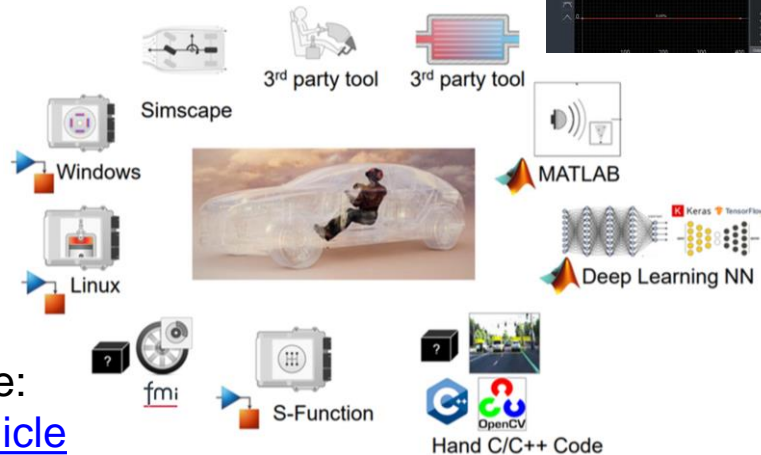 3rd party tool
3rd party tool
Simscape
Windows
MATLAB
K Keras TensorFlow
Linux
Deep Learning NN
?
fmi
S-Function
?
C++
OpenCV
Hand C/C++ Code
e:
icle